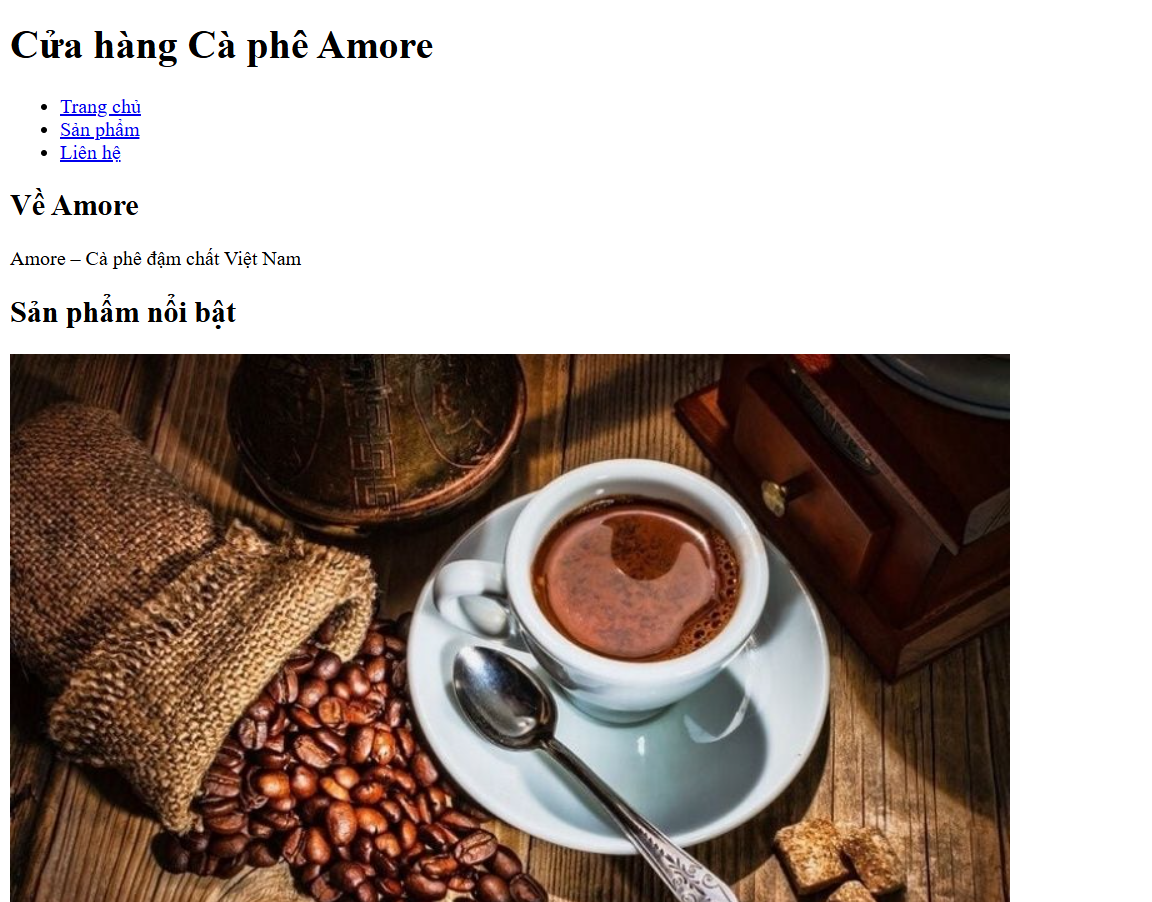 Cửa hàng Cà phê Amore
Trang chủ
Sản phẩm
Liên hệ
Về Amore
Amore – Cà phê đậm chất Việt Nam
Sản phẩm nổi bật